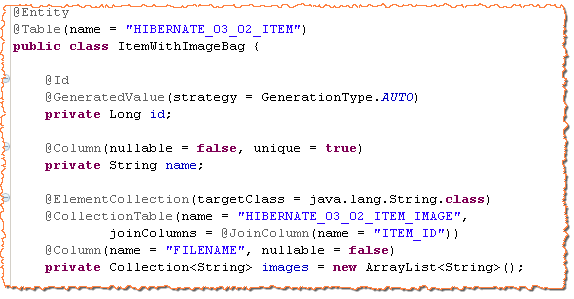 @Entity
@Table(name = "HIBERNATE_03_02_ITEM")
public class ItemWithImageBag {
@Id
@GeneratedValue(strategy = GenerationType.AUTO)
private Long id;
@Column(nullable = false, unique = true)
private String name;
@ElementCollection(targetClass = java.lang.String.class)
@CollectionTable(name = "HIBERNATE_03_02_ITEM_IMAGE",
joinColumns = @JoinColumn(name = "ITEM_ID"))
@Column(name = "FILENAME", nullable = false)
private Collection<String> images = new ArrayList<String>();